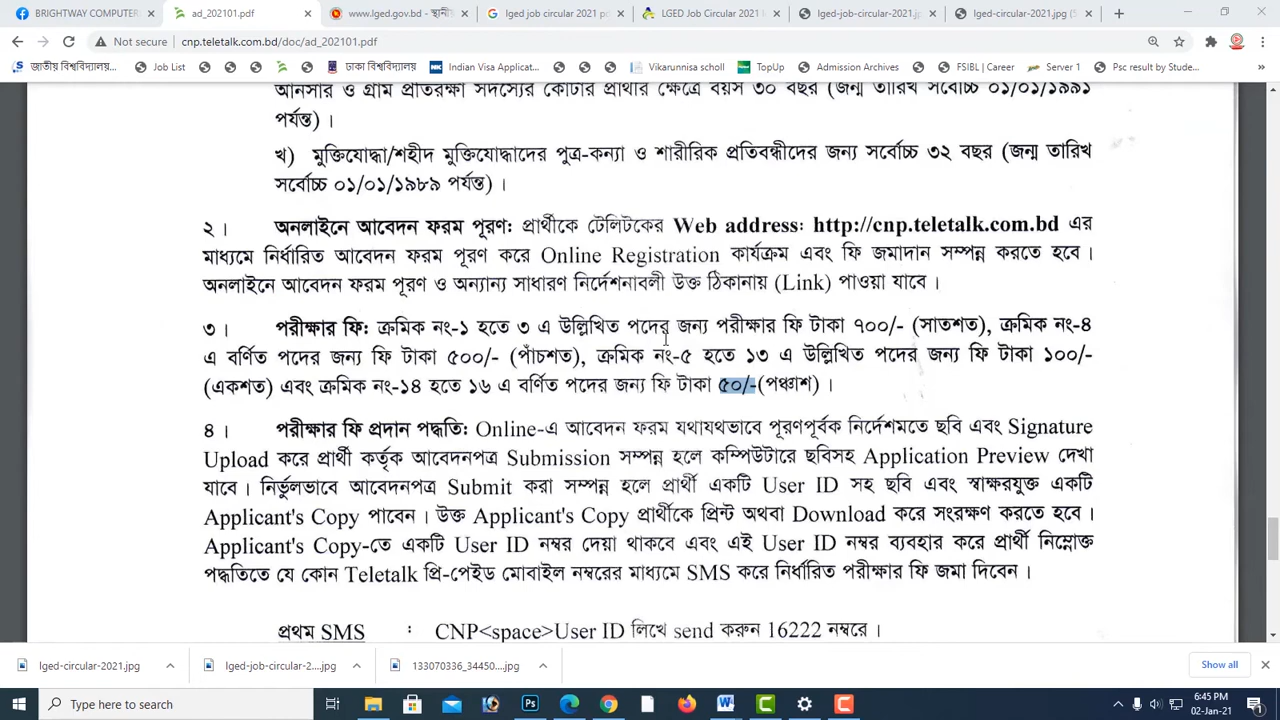 BRIGHTWAY COMPUTER
ad_202101.pdf
www.lged.gov.bd - স্থানীয়
lged job circular 2021 p
LGED Job Circular 2021
lged-job-circular-2021.j
lged-circular-2021.jpg (5
Not secure
cnp.teletalk.com.bd/doc/ad_202101.pdf
জাতীয় বিশ্ববিদ্যালয়...
Job List
ঢাকা বিশ্ববিদ্যালয়
Indian Visa Applicat...
Vikarunnisa scholl
TopUp
Admission Archives
FSIBL | Career
Server 1
Psc result by Stude...
আনসার ও গ্রাম প্রতিরক্ষা সদস্যের কোটার প্রার্থীর ক্ষেত্রে বয়স ৩০ বছর (জন্ম তারিখ সর্বোচ্চ ০১/০১/১৯৯১
পর্যন্ত)।
খ) মুক্তিযোদ্ধা/শহীদ মুক্তিযোদ্ধাদের পুত্র-কন্যা ও শারীরিক প্রতিবন্ধীদের জন্য সর্বোচ্চ ৩২ বছর (জন্ম তারিখ
সর্বোচ্চ ০১/০১/১৯৮৯ পর্যন্ত)।
২। অনলাইনে আবেদন ফরম পূরণ: প্রার্থীকে টেলিটকের Web address: http://cnp.teletalk.com.bd এর
মাধ্যমে নির্ধারিত আবেদন ফরম পূরণ করে Online Registration কার্যক্রম এবং ফি জমাদান সম্পন্ন করতে হবে।
অনলাইনে আবেদন ফরম পূরণ ও অন্যান্য সাধারণ নির্দেশনাবলী উক্ত ঠিকানায় (Link) পাওয়া যাবে।
৩। পরীক্ষার ফি: ক্রমিক নং-১ হতে ৩ এ উল্লিখিত পদের জন্য পরীক্ষার ফি টাকা ৭০০/- (সাতশত), ক্রমিক নং-৪
এ বর্ণিত পদের জন্য ফি টাকা ৫০০/- (পাঁচশত), ক্রমিক নং-৫ হতে ১৩ এ উল্লিখিত পদের জন্য ফি টাকা ১০০/-
(একশত) এবং ক্রমিক নং-১৪ হতে ১৬ এ বর্ণিত পদের জন্য ফি টাকা ৫০/-(পঞ্চাশ)।
৪। পরীক্ষার ফি প্রদান পদ্ধতি: Online-এ আবেদন ফরম যথাযথভাবে পূরণপূর্বক নির্দেশমতে ছবি এবং Signature
Upload করে প্রার্থী কর্তৃক আবেদনপত্র Submission সম্পন্ন হলে কম্পিউটারে ছবিসহ Application Preview দেখা
যাবে। নির্ভুলভাবে আবেদনপত্র Submit করা সম্পন্ন হলে প্রার্থী একটি User ID সহ ছবি এবং স্বাক্ষরযুক্ত একটি
Applicant's Copy পাবেন। উক্ত Applicant's Copy প্রার্থীকে প্রিন্ট অথবা Download করে সংরক্ষণ করতে হবে।
Applicant's Copy-তে একটি User ID নম্বর দেয়া থাকবে এবং এই User ID নম্বর ব্যবহার করে প্রার্থী নিম্নোক্ত
পদ্ধতিতে যে কোন Teletalk প্রি-পেইড মোবাইল নম্বরের মাধ্যমে SMS করে নির্ধারিত পরীক্ষার ফি জমা দিবেন।
প্রথম SMS : CNP<space>User ID লিখে send করুন 16222 নম্বরে।
lged-circular-2021.jpg
lged-job-circular-2....jpg
133070336_34450....jpg
Show all
Type here to search
6:45 PM
02-Jan-21